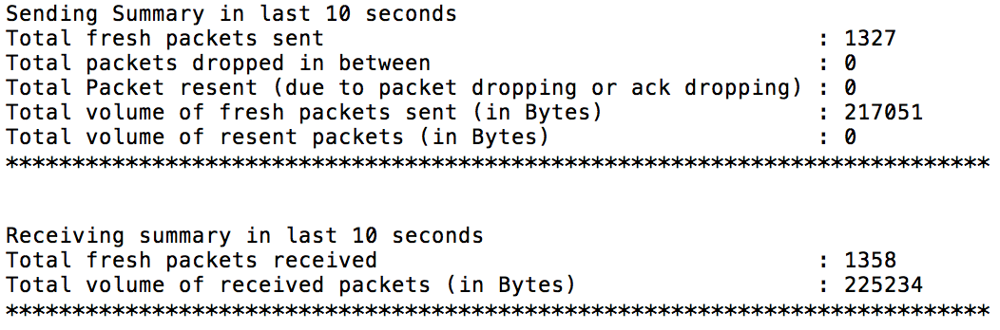 Sending Summary in last 10 seconds
Total fresh packets sent : 1327
Total packets dropped in between : 0
Total Packet resent (due to packet dropping or ack dropping) : 0
Total volume of fresh packets sent (in Bytes) : 217051
Total volume of resent packets (in Bytes) : 0
**************************************************************************
Receiving summary in last 10 seconds
Total fresh packets received : 1358
Total volume of received packets (in Bytes) : 225234
**************************************************************************